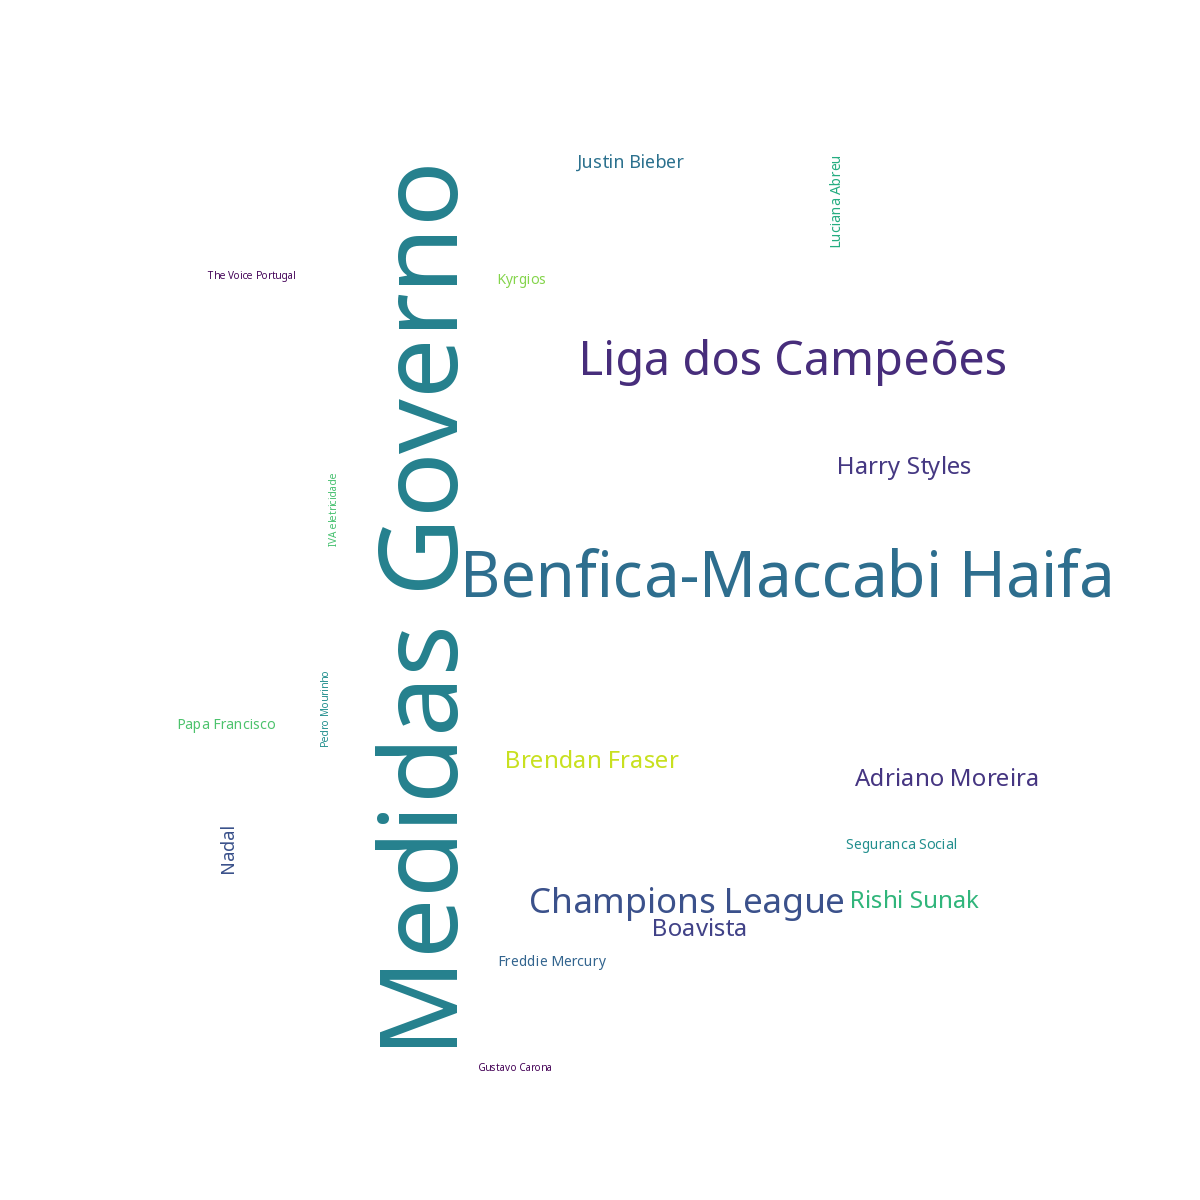 Justin Bieber
Luciana Abreu
The Voice Portugal
Kyrgios
Medidas Governo
Liga dos Campeões
Harry Styles
IVA eletricidade
Benfica-Maccabi Haifa
Pedro Mourinho
Papa Francisco
Brendan Fraser
Adriano Moreira
Nadal
Seguranca Social
Champions League
Rishi Sunak
Boavista
Freddie Mercury
Gustavo Carona